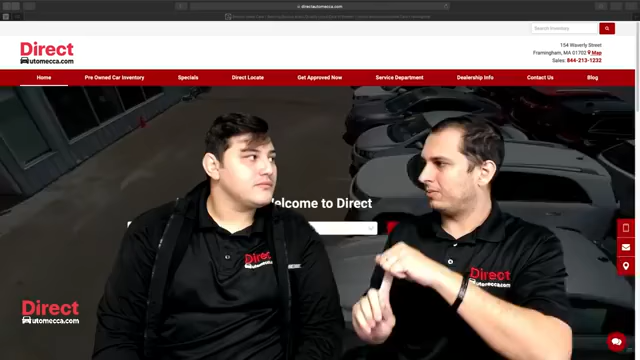 directautomecca.com
Search Inventory
Direct
utomecca.com
154 Waverly Street
Framingham, MA 01702 Map
Sales: 844-213-1232
Home Pre Owned Car Inventory Specials Direct Locate Get Approved Now Service Department Dealership Info Contact Us Blog
elcome to Direct
Direct
utomecca.com
Direct
utomecca.com
Direct
utomecca.com